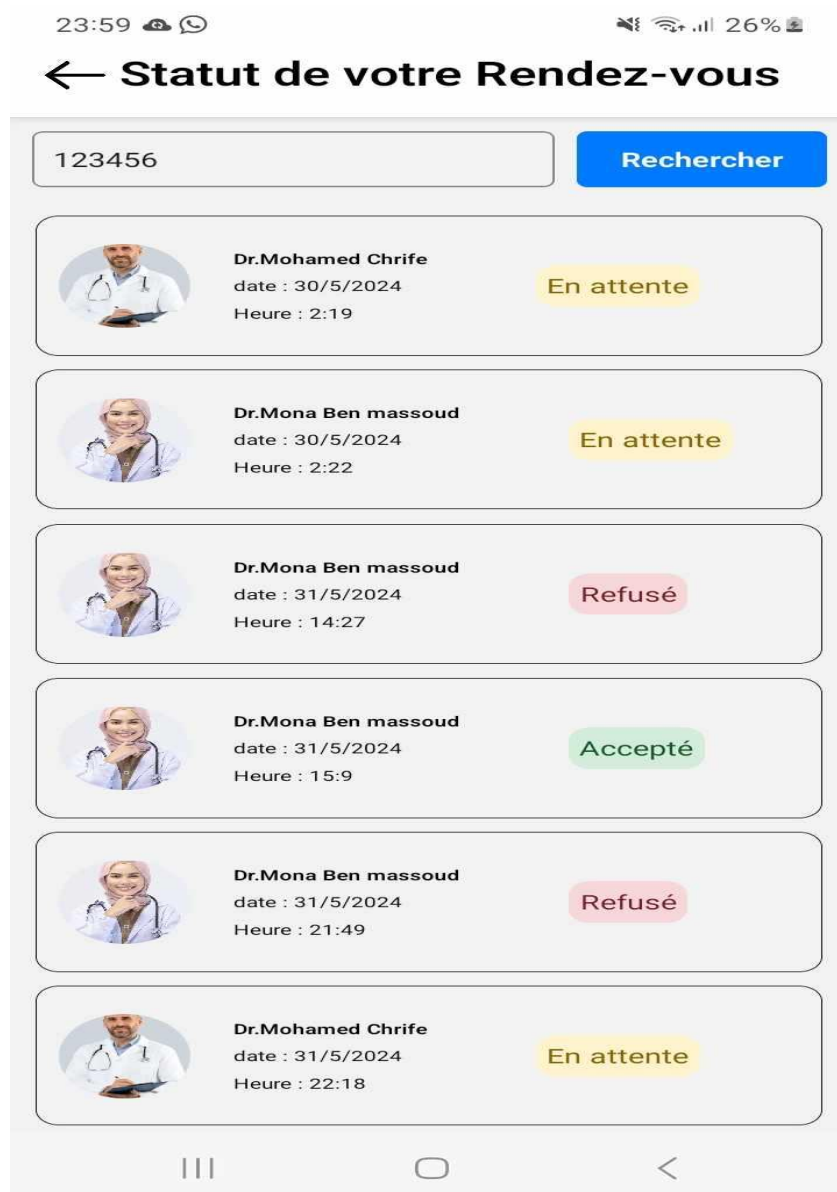 23:59
26%
Statut de votre Rendez-vous
123456
Rechercher
Dr.Mohamed Chrife
date : 30/5/2024
Heure : 2:19
En attente
Dr.Mona Ben massoud
date : 30/5/2024
Heure : 2:22
En attente
Dr.Mona Ben massoud
date : 31/5/2024
Heure : 14:27
Refusé
Dr.Mona Ben massoud
date : 31/5/2024
Heure : 15:9
Accepté
Dr.Mona Ben massoud
date : 31/5/2024
Heure : 21:49
Refusé
Dr.Mohamed Chrife
date : 31/5/2024
Heure : 22:18
En attente